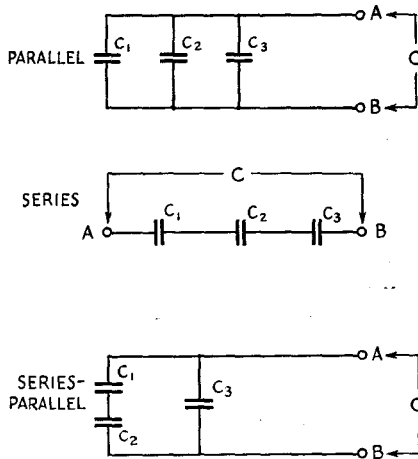 A
PARALLEL C₁ C₂ C₃ C
B
C
SERIES
A C₁ C₂ C₃ B
A
SERIES- C₁
PARALLEL C₃ C
C₂
B